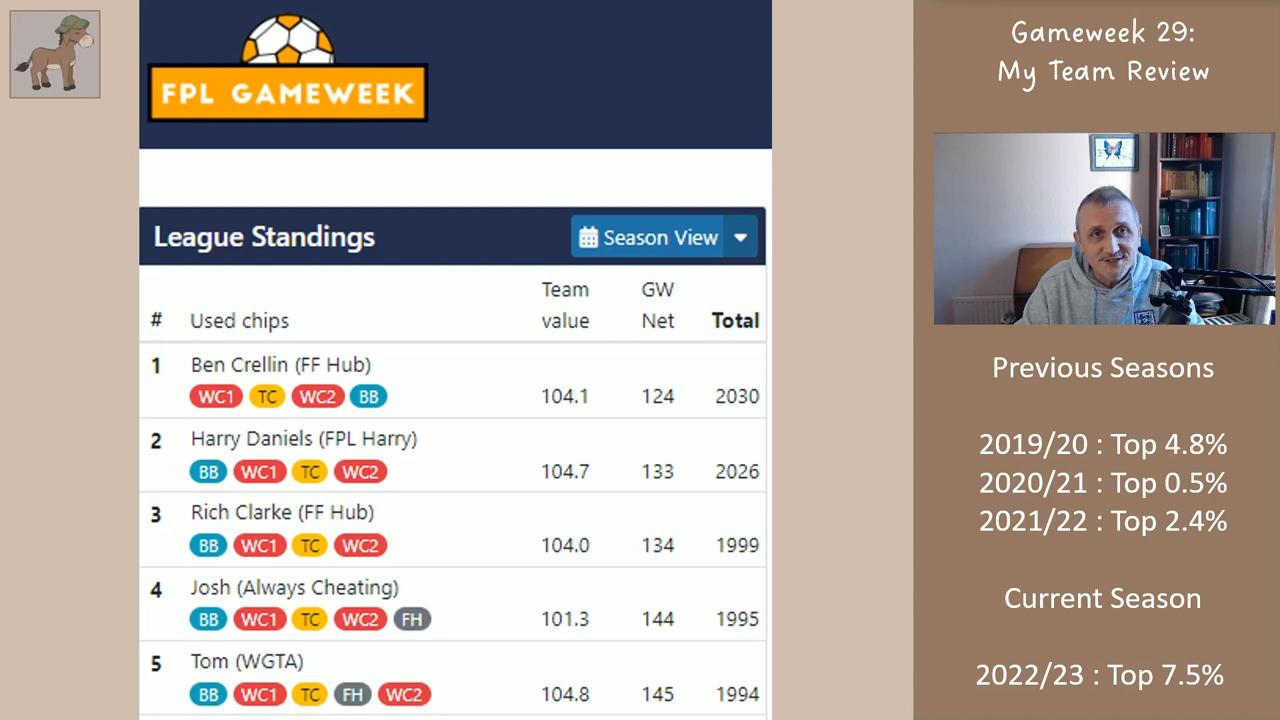 FPL GAMEWEEK
League Standings
Season View
# Used chips Team value GW Net Total
1 Ben Crellin (FF Hub)
WC1 TC WC2 BB 104.1 124 2030
2 Harry Daniels (FPL Harry)
BB WC1 TC WC2 104.7 133 2026
3 Rich Clarke (FF Hub)
BB WC1 TC WC2 104.0 134 1999
4 Josh (Always Cheating)
BB WC1 TC WC2 FH 101.3 144 1995
5 Tom (WGTA)
BB WC1 TC FH WC2 104.8 145 1994
Gameweek 29:
My Team Review
Previous Seasons
2019/20 : Top 4.8%
2020/21 : Top 0.5%
2021/22 : Top 2.4%
Current Season
2022/23 : Top 7.5%